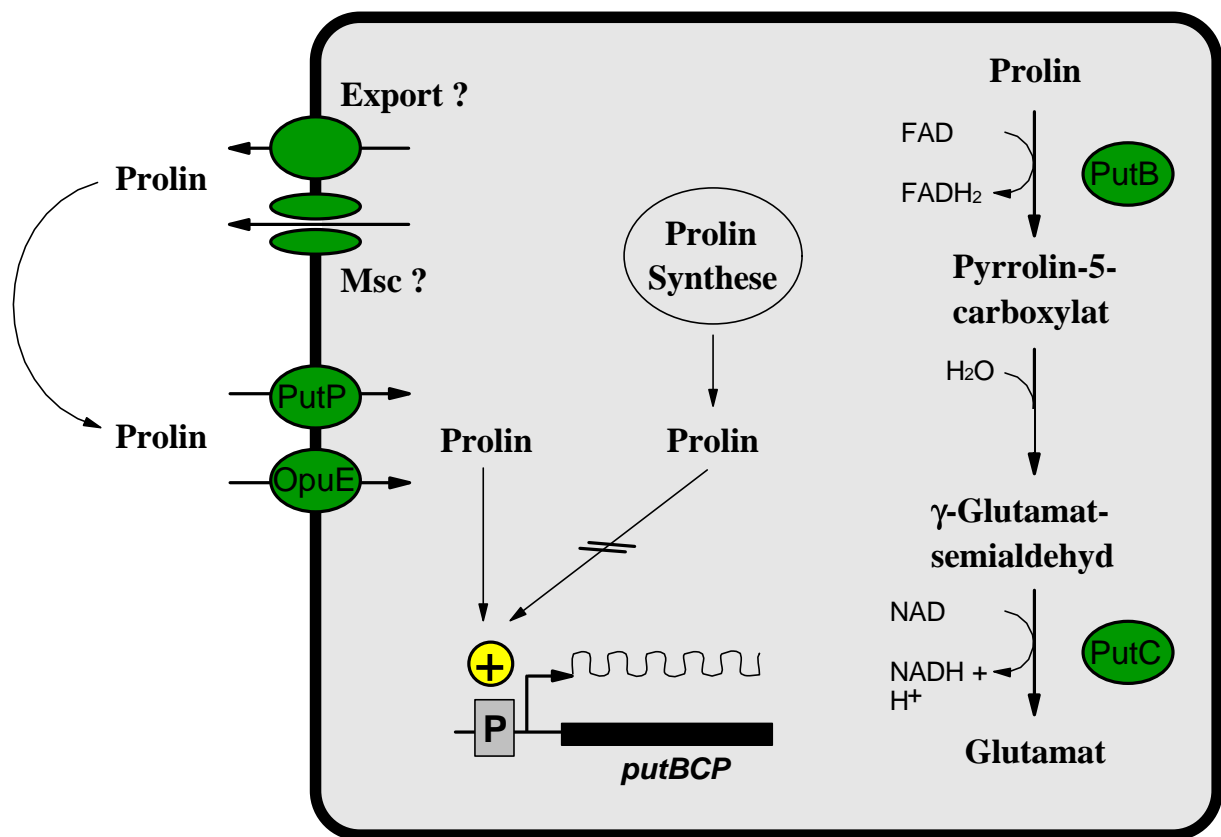 Export ?
Prolin
Msc ?
PutP
Prolin
OpuE
Prolin
Synthese
Prolin
Prolin
+
P
putBCP
Prolin
FAD
FADH₂
PutB
Pyrrolin-5-
carboxylat
H₂O
γ-Glutamat-
semialdehyd
NAD
NADH +
H⁺
PutC
Glutamat